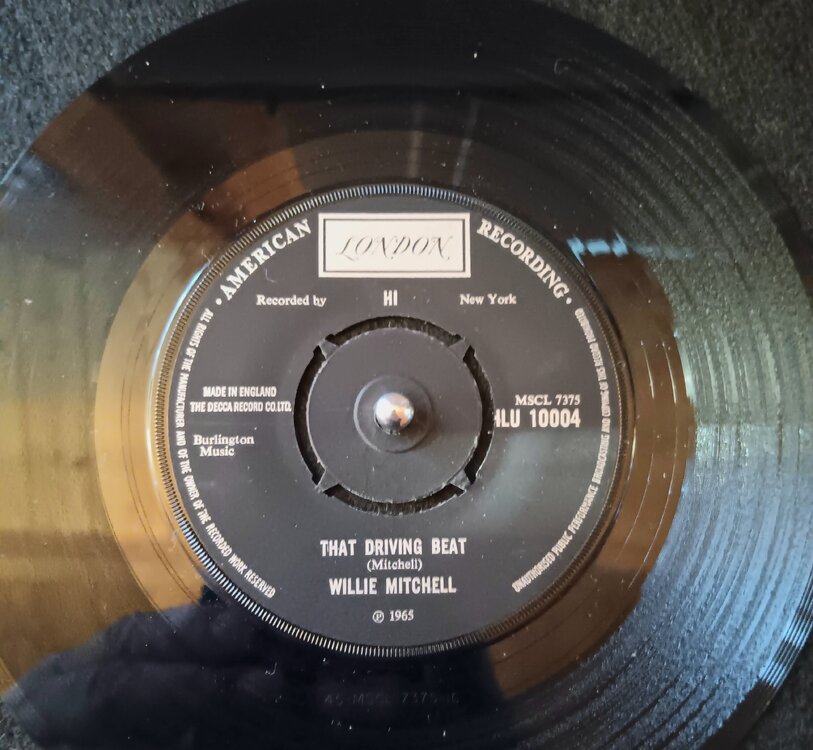 AMERICAN RECORDING
LONDON
Recorded by HI New York
ALL RIGHTS OF THE MANUFACTURER AND OF THE OWNER OF THE RECORDED WORK RESERVED
UNAUTHORISED PUBLIC PERFORMANCE BROADCASTING AND COPYING OF THIS RECORD PROHIBITED
MADE IN ENGLAND
THE DECCA RECORD CO. LTD.
Burlington
Music
MSCL 7375
HLU 10004
THAT DRIVING BEAT
(Mitchell)
WILLIE MITCHELL
℗ 1965